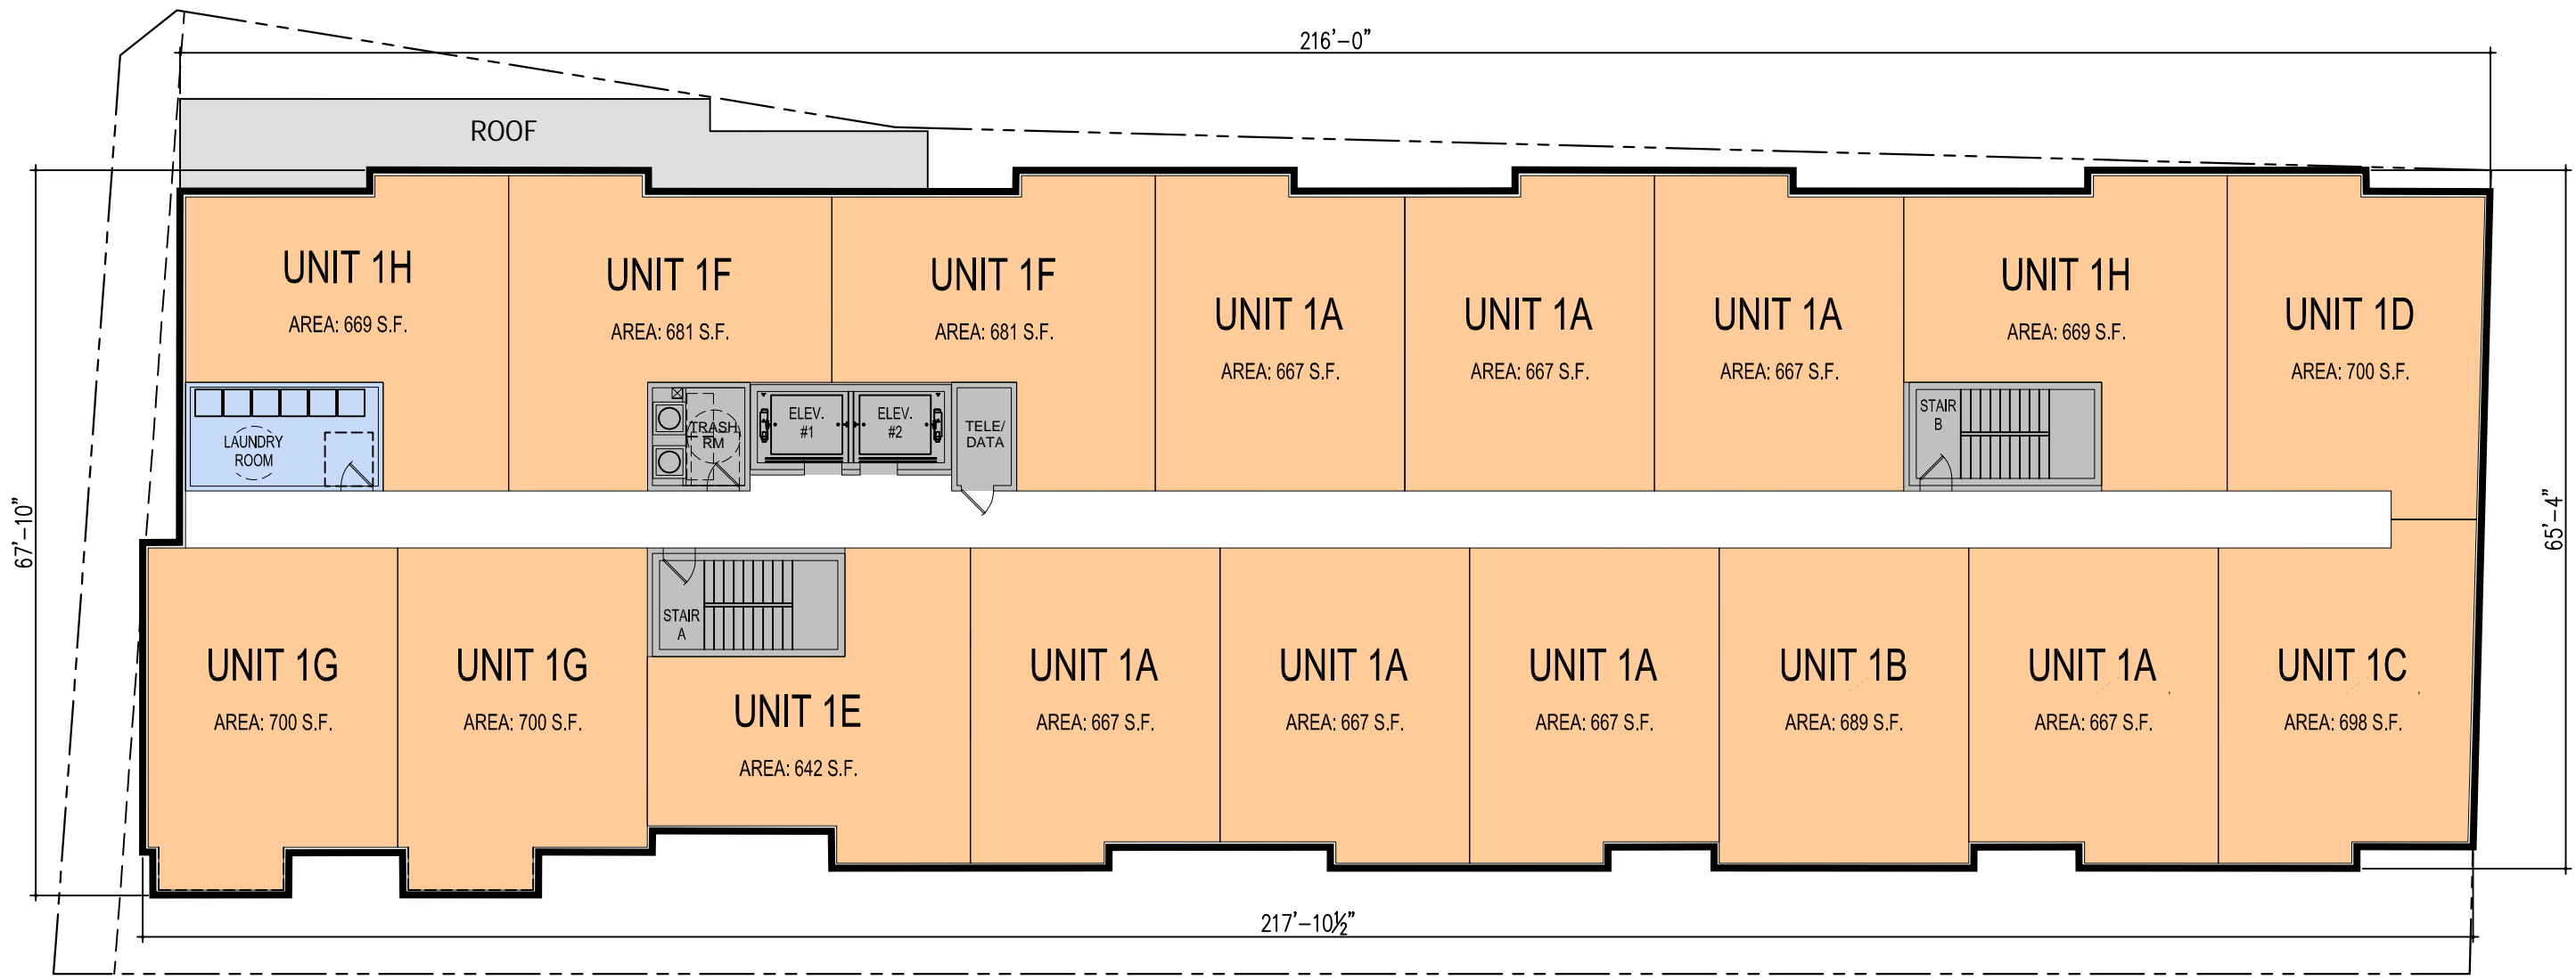 216'-0"
ROOF
UNIT 1H
AREA: 669 S.F.
UNIT 1F
AREA: 681 S.F.
UNIT 1F
AREA: 681 S.F.
UNIT 1A
AREA: 667 S.F.
UNIT 1A
AREA: 667 S.F.
UNIT 1A
AREA: 667 S.F.
UNIT 1H
AREA: 669 S.F.
UNIT 1D
AREA: 700 S.F.
LAUNDRY
ROOM
TRASH
RM
ELEV.
#1
ELEV.
#2
TELE/
DATA
STAIR
B
67'-10"
65'-4"
STAIR
A
UNIT 1G
AREA: 700 S.F.
UNIT 1G
AREA: 700 S.F.
UNIT 1E
AREA: 642 S.F.
UNIT 1A
AREA: 667 S.F.
UNIT 1A
AREA: 667 S.F.
UNIT 1A
AREA: 667 S.F.
UNIT 1B
AREA: 689 S.F.
UNIT 1A
AREA: 667 S.F.
UNIT 1C
AREA: 698 S.F.
217'-10½"